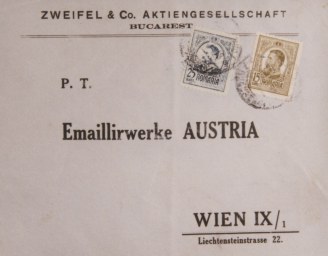 ZWEIFEL & Co. AKTIENGESELLSCHAFT
BUCAREST
P. T.
Emaillirwerke AUSTRIA
WIEN IX/1
Liechtensteinstrasse 22.